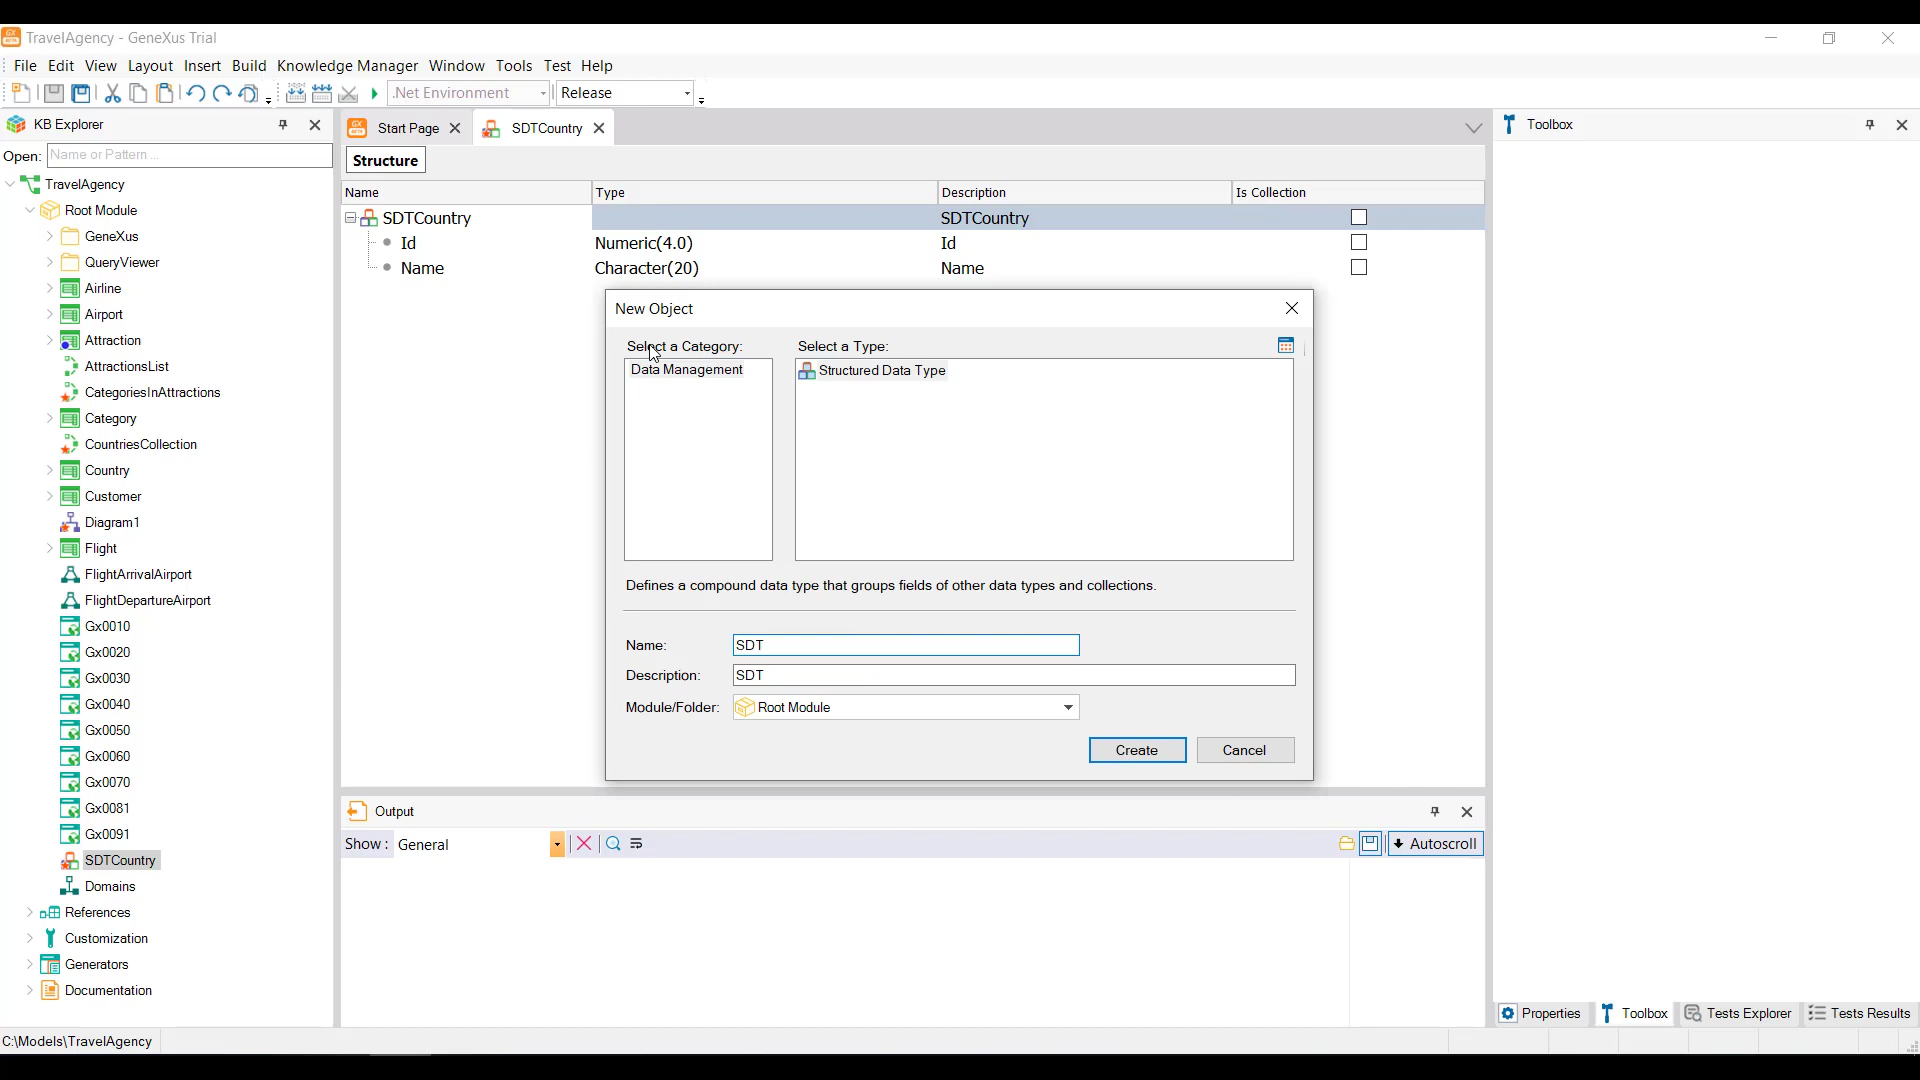 TravelAgency - GeneXus Trial
File Edit View Layout Insert Build Knowledge Manager Window Tools Test Help
.Net Environment Release
KB Explorer
Start Page SDTCountry
Toolbox
Open: Name or Pattern ...
Structure
Name Type Description Is Collection
SDTCountry SDTCountry
Id Numeric(4.0) Id
Name Character(20) Name
TravelAgency
Root Module
GeneXus
QueryViewer
Airline
Airport
Attraction
AttractionsList
CategoriesInAttractions
Category
CountriesCollection
Country
Customer
Diagram1
Flight
FlightArrivalAirport
FlightDepartureAirport
Gx0010
Gx0020
Gx0030
Gx0040
Gx0050
Gx0060
Gx0070
Gx0081
Gx0091
SDTCountry
Domains
References
Customization
Generators
Documentation
New Object
Select a Category: Select a Type:
Data Management Structured Data Type
Defines a compound data type that groups fields of other data types and collections.
Name: SDT
Description: SDT
Module/Folder: Root Module
Create Cancel
Output
Show : General Autoscroll
Properties Toolbox Tests Explorer Tests Results
C:\Models\TravelAgency